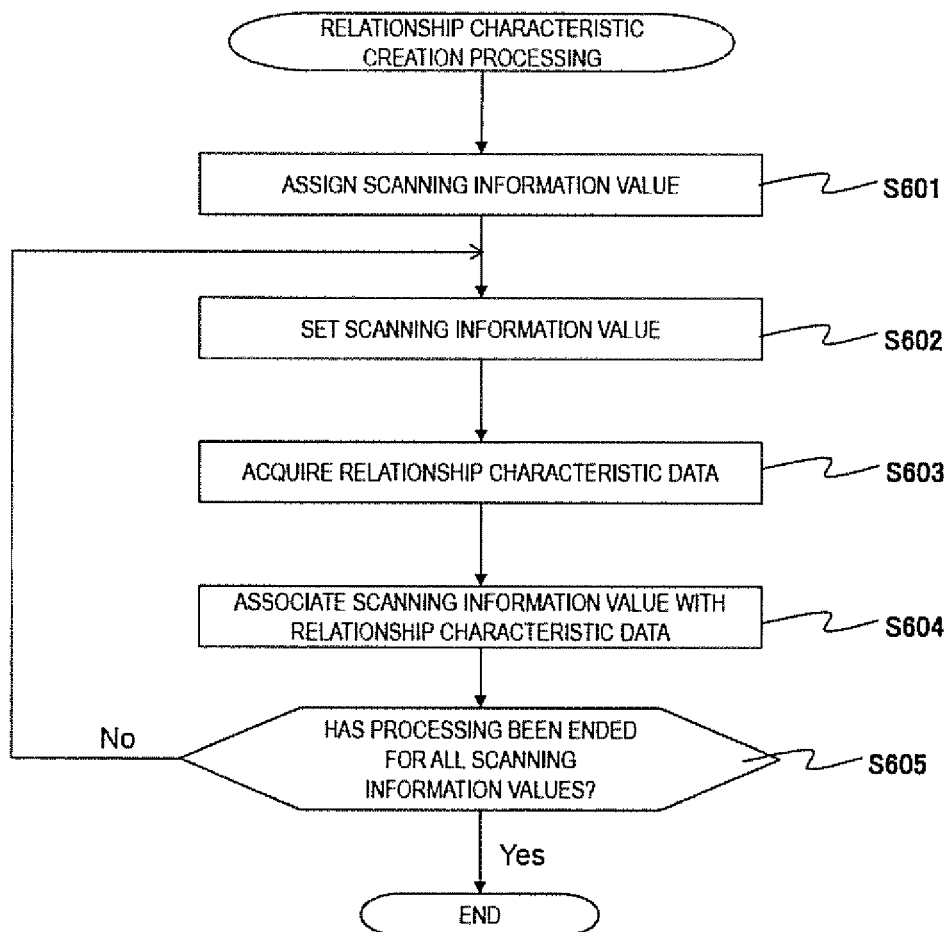 RELATIONSHIP CHARACTERISTIC
CREATION PROCESSING
ASSIGN SCANNING INFORMATION VALUE
S601
SET SCANNING INFORMATION VALUE
S602
ACQUIRE RELATIONSHIP CHARACTERISTIC DATA
S603
ASSOCIATE SCANNING INFORMATION VALUE WITH
RELATIONSHIP CHARACTERISTIC DATA
S604
No
HAS PROCESSING BEEN ENDED
FOR ALL SCANNING
INFORMATION VALUES?
S605
Yes
END